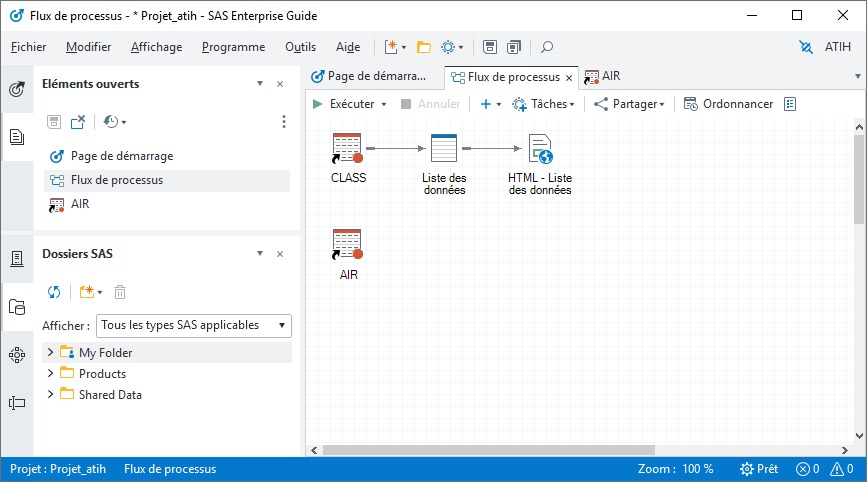 Flux de processus - * Projet_atih - SAS Enterprise Guide
Fichier Modifier Affichage Programme Outils Aide ATIH
Eléments ouverts
Page de démarrage
Flux de processus
AIR
Dossiers SAS
Afficher : Tous les types SAS applicables
My Folder
Products
Shared Data
Page de démarra... Flux de processus AIR
Exécuter Annuler Tâches Partager Ordonnancer
CLASS
Liste des
données
HTML - Liste
des données
AIR
Projet : Projet_atih Flux de processus Zoom : 100 % Prêt 0 0